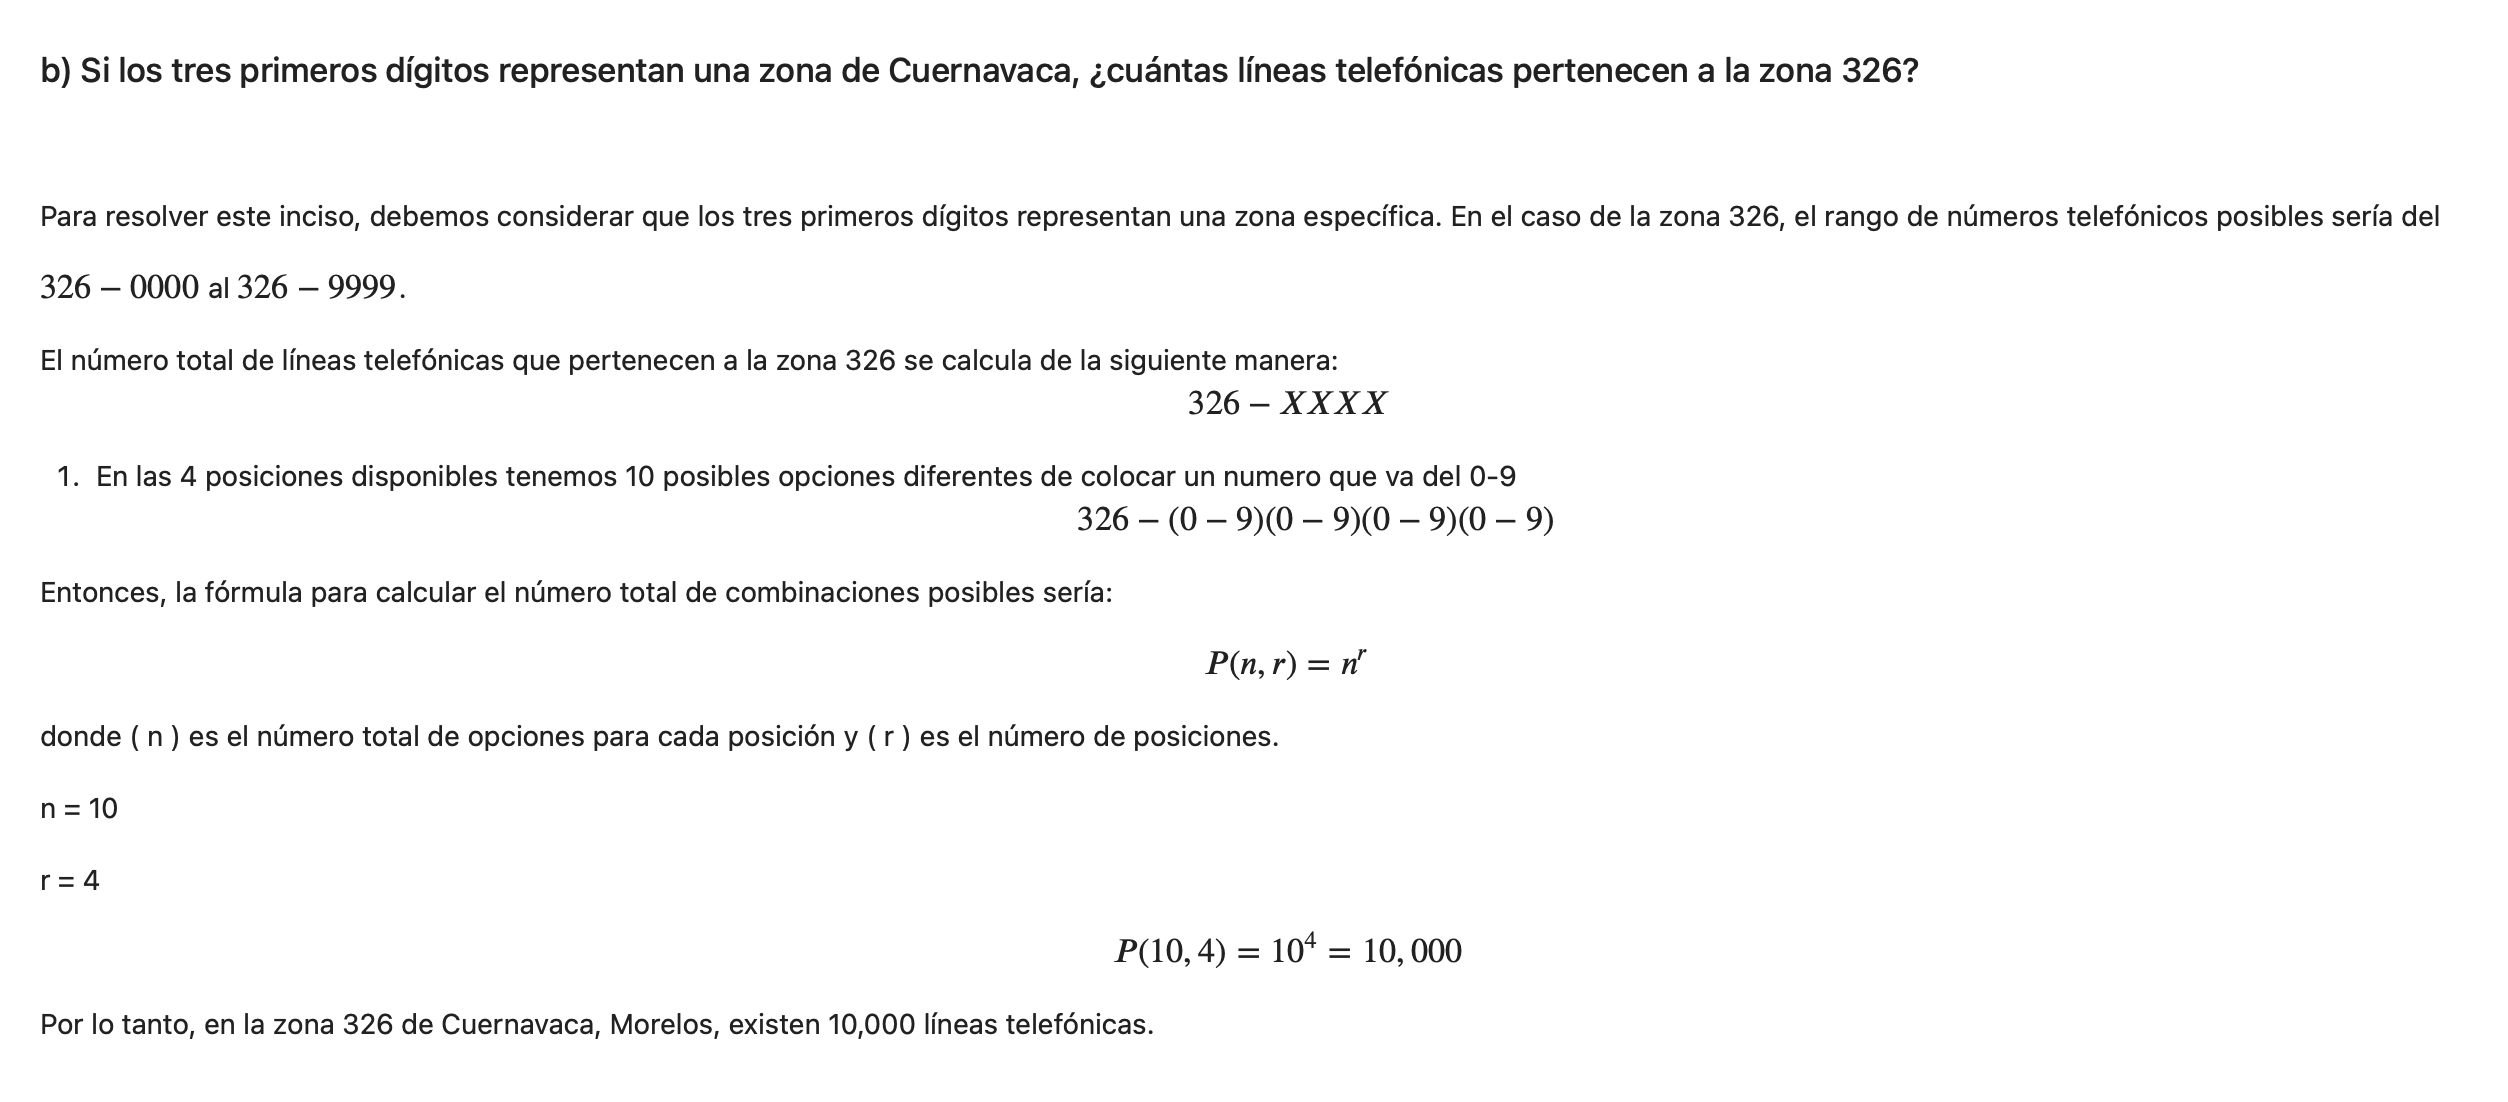 b) Si los tres primeros dígitos representan una zona de Cuernavaca, ¿cuántas líneas telefónicas pertenecen a la zona 326?
Para resolver este inciso, debemos considerar que los tres primeros dígitos representan una zona específica. En el caso de la zona 326, el rango de números telefónicos posibles sería del
326 − 0000 al 326 − 9999.
El número total de líneas telefónicas que pertenecen a la zona 326 se calcula de la siguiente manera:
326 − XXXX
1. En las 4 posiciones disponibles tenemos 10 posibles opciones diferentes de colocar un numero que va del 0-9
326 − (0 − 9)(0 − 9)(0 − 9)(0 − 9)
Entonces, la fórmula para calcular el número total de combinaciones posibles sería:
P(n, r) = n^r
donde ( n ) es el número total de opciones para cada posición y ( r ) es el número de posiciones.
n = 10
r = 4
P(10, 4) = 10^4 = 10, 000
Por lo tanto, en la zona 326 de Cuernavaca, Morelos, existen 10,000 líneas telefónicas.